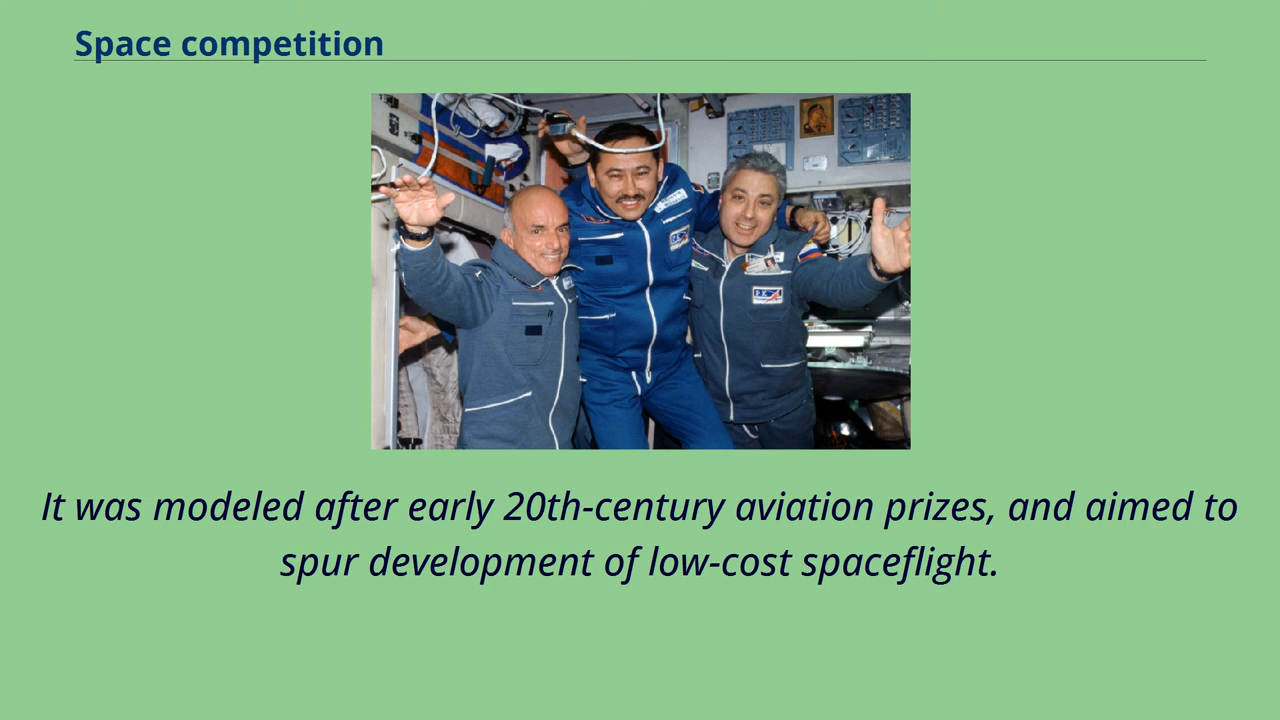 Space competition
It was modeled after early 20th-century aviation prizes, and aimed to
spur development of low-cost spaceflight.